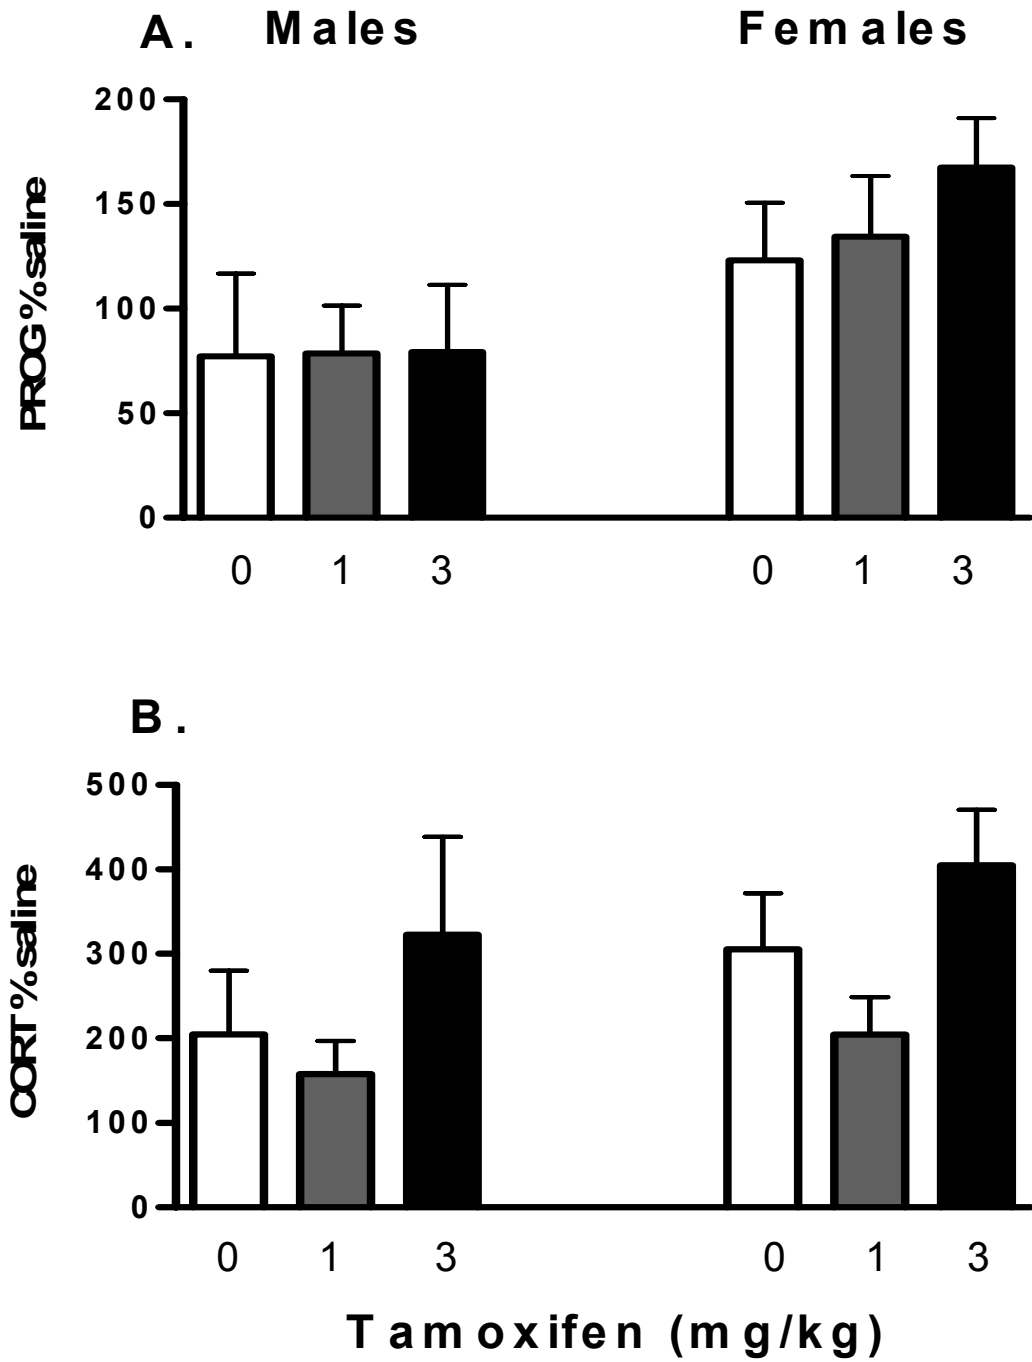 A. Males Females
200
150
100
50
0
PROG % saline
0 1 3 0 1 3
B.
500
400
300
200
100
0
CORT % saline
0 1 3 0 1 3
Tamoxifen (mg/kg)